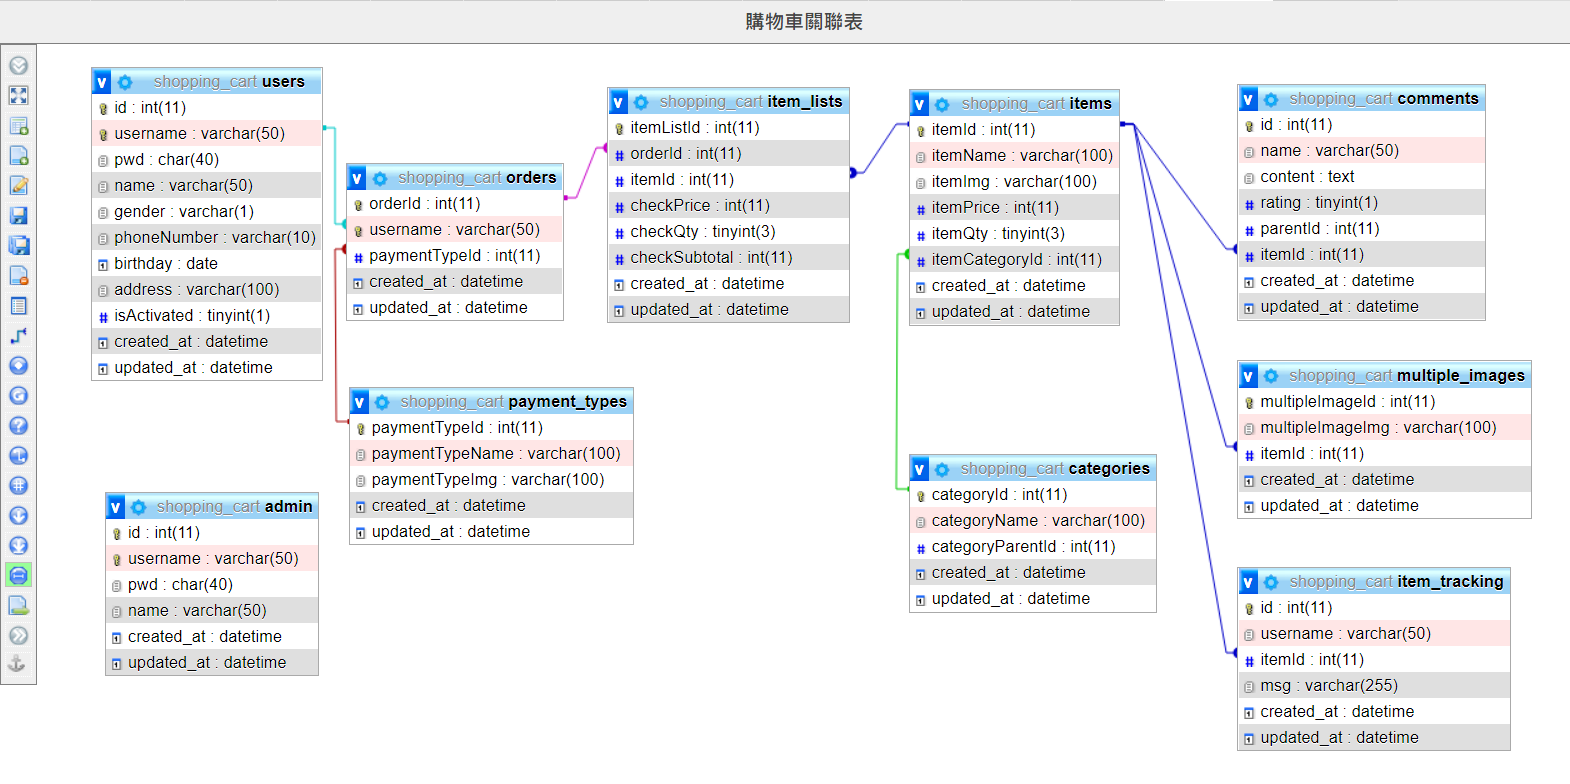 購物車關聯表
v shopping_cart users
id : int(11)
username : varchar(50)
pwd : char(40)
name : varchar(50)
gender : varchar(1)
phoneNumber : varchar(10)
birthday : date
address : varchar(100)
isActivated : tinyint(1)
created_at : datetime
updated_at : datetime
v shopping_cart orders
orderId : int(11)
username : varchar(50)
paymentTypeId : int(11)
created_at : datetime
updated_at : datetime
v shopping_cart payment_types
paymentTypeId : int(11)
paymentTypeName : varchar(100)
paymentTypeImg : varchar(100)
created_at : datetime
updated_at : datetime
v shopping_cart admin
id : int(11)
username : varchar(50)
pwd : char(40)
name : varchar(50)
created_at : datetime
updated_at : datetime
v shopping_cart item_lists
itemListId : int(11)
orderId : int(11)
itemId : int(11)
checkPrice : int(11)
checkQty : tinyint(3)
checkSubtotal : int(11)
created_at : datetime
updated_at : datetime
v shopping_cart items
itemId : int(11)
itemName : varchar(100)
itemImg : varchar(100)
itemPrice : int(11)
itemQty : tinyint(3)
itemCategoryId : int(11)
created_at : datetime
updated_at : datetime
v shopping_cart categories
categoryId : int(11)
categoryName : varchar(100)
categoryParentId : int(11)
created_at : datetime
updated_at : datetime
v shopping_cart comments
id : int(11)
name : varchar(50)
content : text
rating : tinyint(1)
parentId : int(11)
itemId : int(11)
created_at : datetime
updated_at : datetime
v shopping_cart multiple_images
multipleImageId : int(11)
multipleImageImg : varchar(100)
itemId : int(11)
created_at : datetime
updated_at : datetime
v shopping_cart item_tracking
id : int(11)
username : varchar(50)
itemId : int(11)
msg : varchar(255)
created_at : datetime
updated_at : datetime